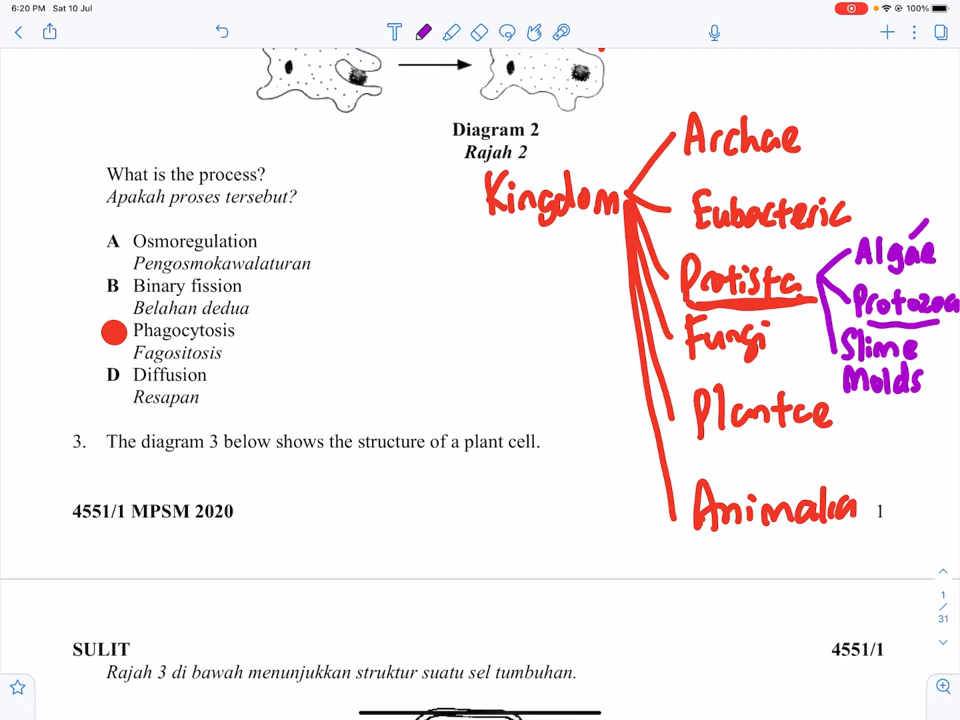 6:20 PM Sat 10 Jul
100%
Diagram 2
Rajah 2
What is the process?
Apakah proses tersebut?
A Osmoregulation
Pengosmokawalaturan
B Binary fission
Belahan dedua
Phagocytosis
Fagositosis
D Diffusion
Resapan
Kingdom
Archae
Eubacteria
Protista
Fungi
Plantae
Animalia
Algae
Protozoa
Slime
Molds
3. The diagram 3 below shows the structure of a plant cell.
4551/1 MPSM 2020
1
1
/
31
SULIT
4551/1
Rajah 3 di bawah menunjukkan struktur suatu sel tumbuhan.